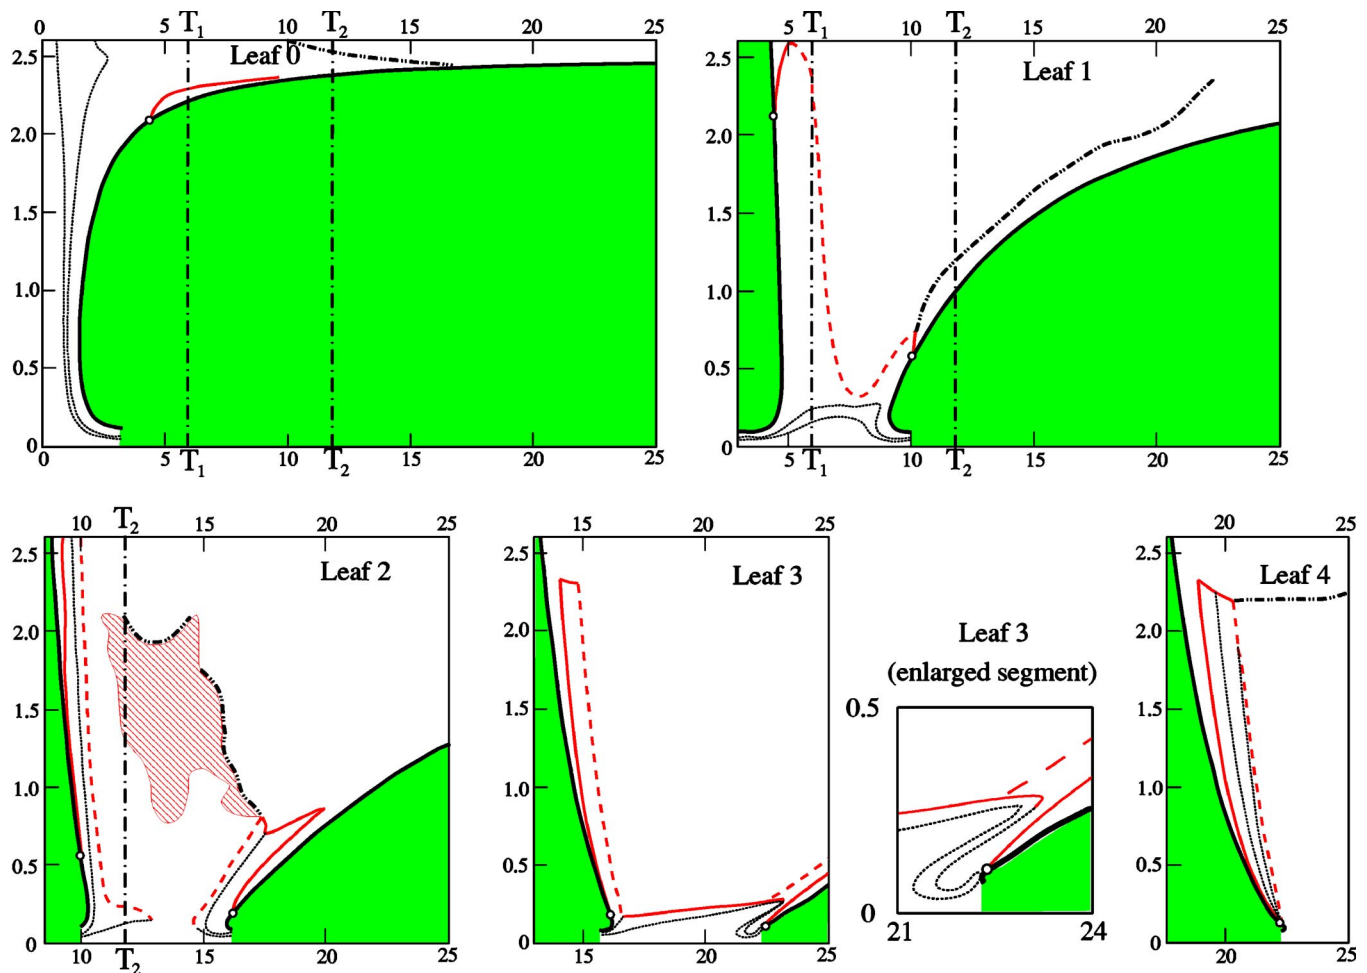 0 5 T1 10 T2 15 20 25
Leaf 0
2.5
2.0
1.5
1.0
0.5
0
0 5 T1 10 T2 15 20 25
5 T1 10 T2 15 20 25
Leaf 1
2.5
2.0
1.5
1.0
0.5
0
5 T1 10 T2 15 20 25
10 T2 15 20 25
Leaf 2
2.5
2.0
1.5
1.0
0.5
0
10 T2 15 20 25
15 20 25
Leaf 3
2.5
2.0
1.5
1.0
0.5
0
15 20 25
Leaf 3
(enlarged segment)
0.5
0
21 24
20 25
Leaf 4
2.5
2.0
1.5
1.0
0.5
0
20 25